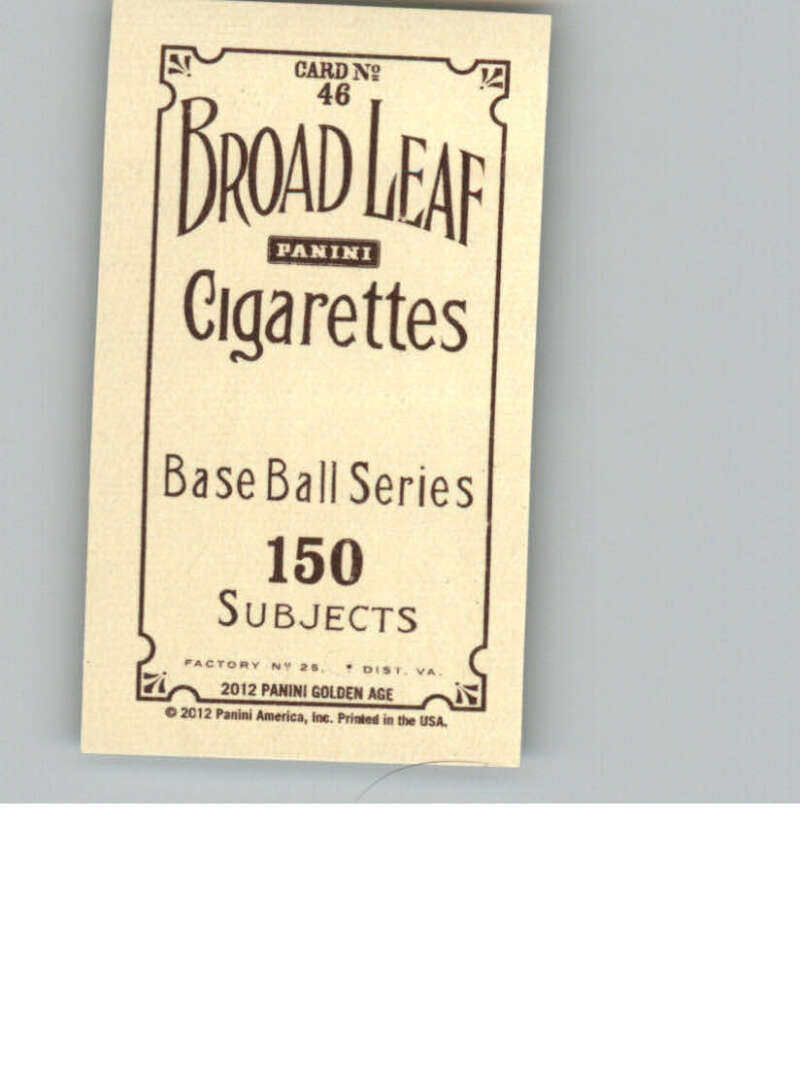 CARD Nº
46
BROAD LEAF
PANINI
Cigarettes
Base Ball Series
150
SUBJECTS
FACTORY Nº 25. * DIST. VA.
2012 PANINI GOLDEN AGE
© 2012 Panini America, Inc. Printed in the USA.